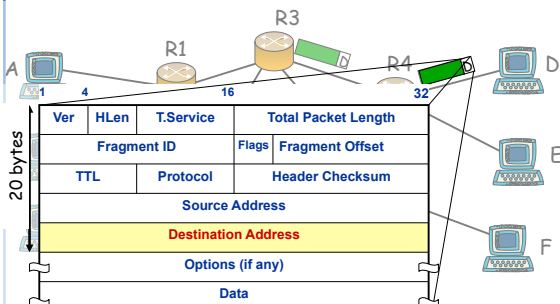 R3
R1
R4
A
D
1 4 16 32
Ver HLen T.Service Total Packet Length
Fragment ID Flags Fragment Offset
TTL Protocol Header Checksum
Source Address
Destination Address
Options (if any)
Data
20 bytes
E
F